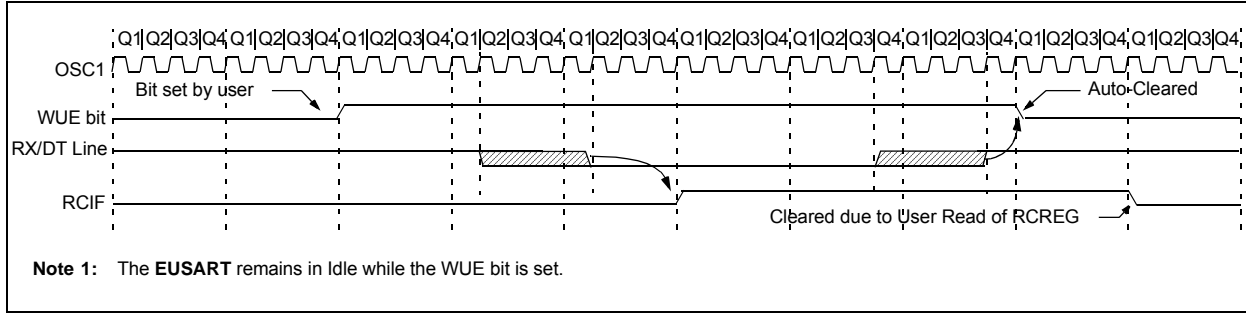 Q1 Q2 Q3 Q4 Q1 Q2 Q3 Q4 Q1 Q2 Q3 Q4 Q1 Q2 Q3 Q4 Q1 Q2 Q3 Q4 Q1 Q2 Q3 Q4 Q1 Q2 Q3 Q4 Q1 Q2 Q3 Q4 Q1 Q2 Q3 Q4 Q1 Q2 Q3 Q4
OSC1
Bit set by user
Auto-Cleared
WUE bit
RX/DT Line
RCIF
Cleared due to User Read of RCREG
Note 1: The EUSART remains in Idle while the WUE bit is set.